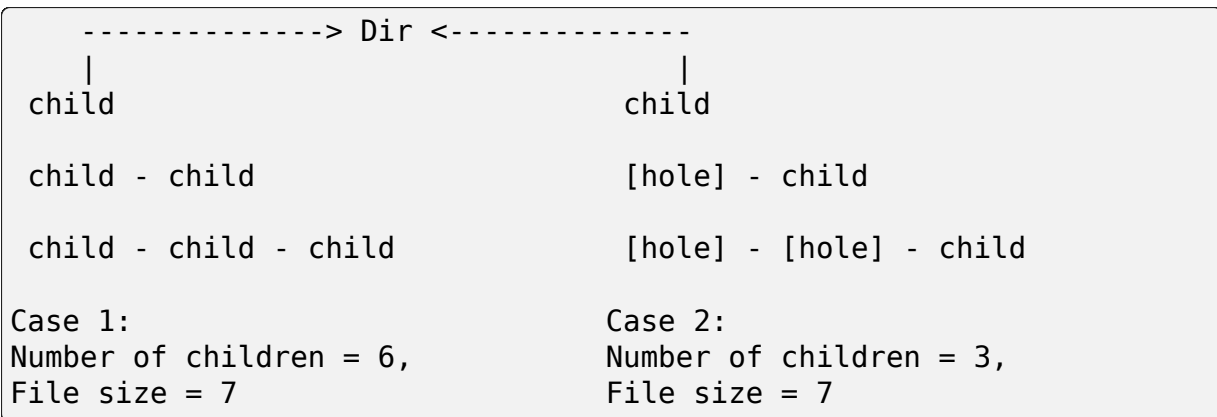 --------------> Dir <--------------
    |                                  |
 child                              child

 child - child                      [hole] - child

 child - child - child              [hole] - [hole] - child

Case 1:                            Case 2:
Number of children = 6,            Number of children = 3,
File size = 7                      File size = 7